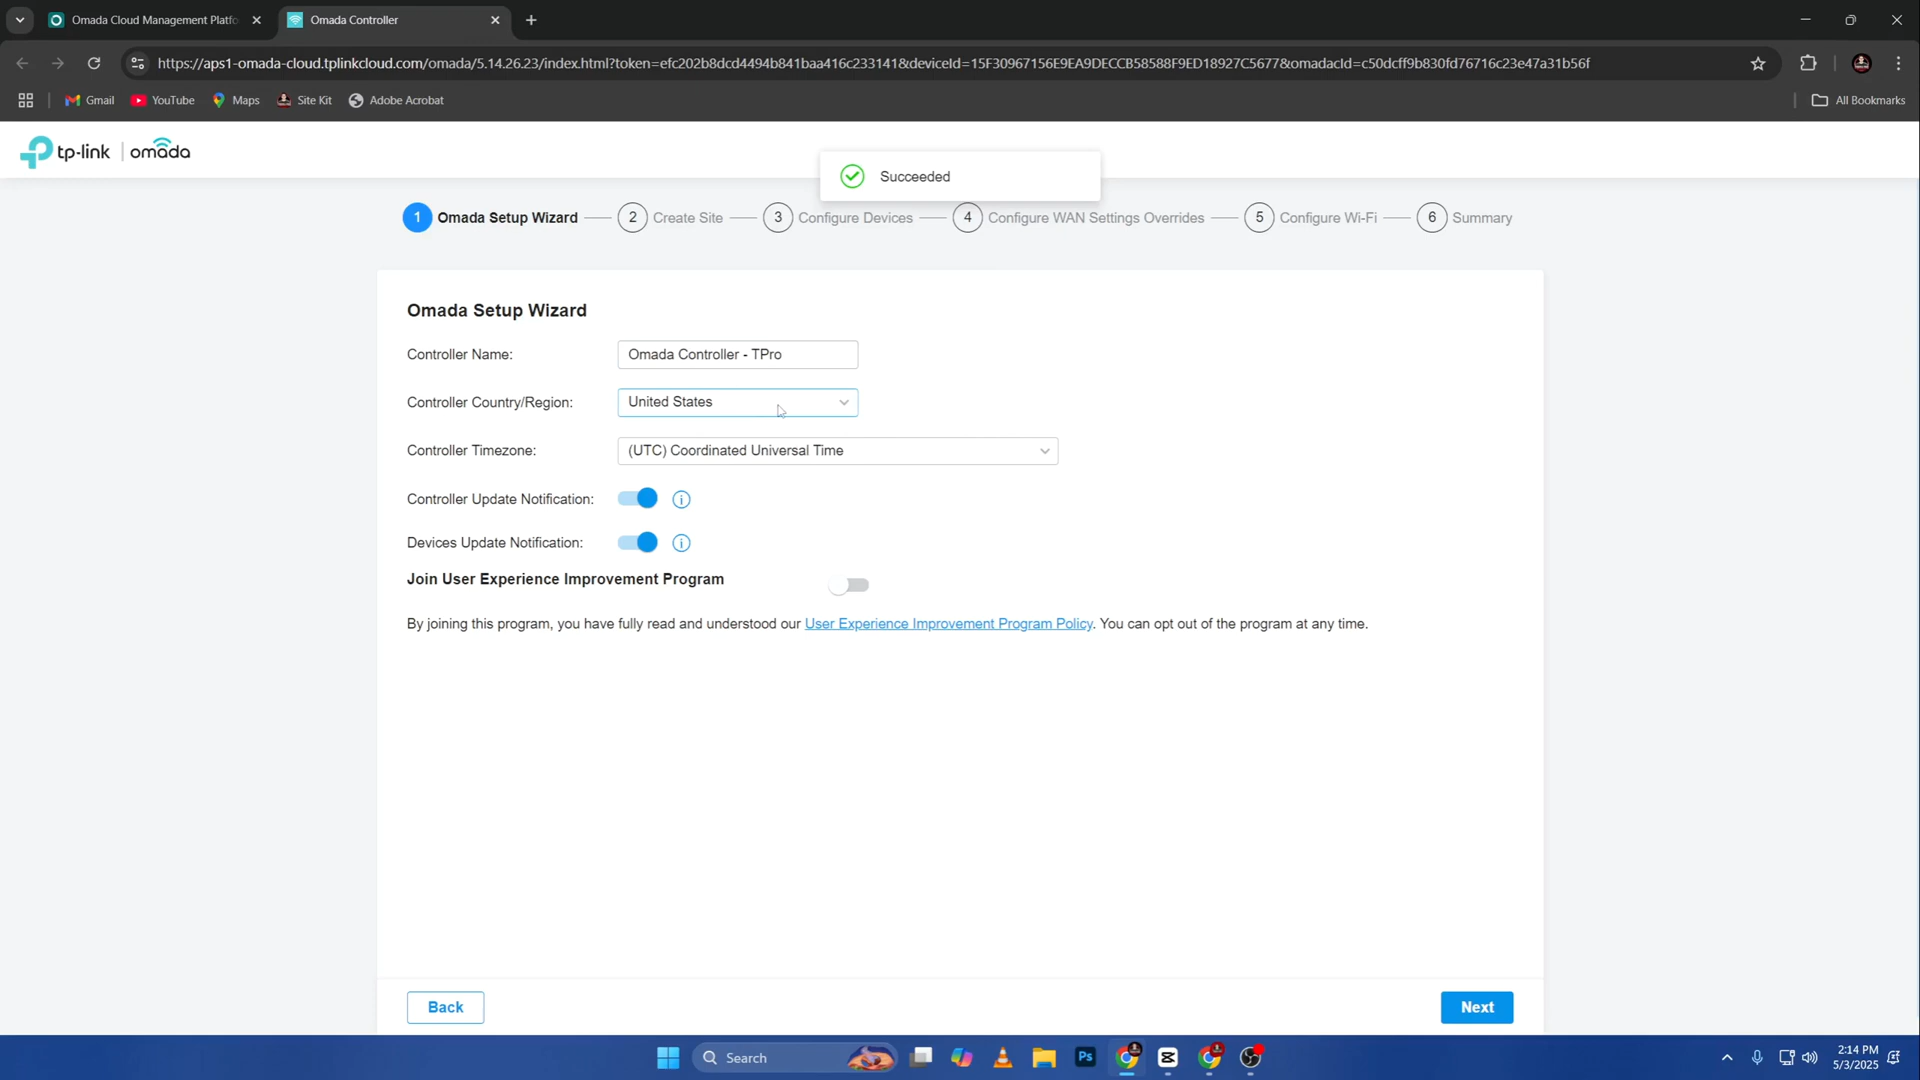 Omada Cloud Management Platfo
Omada Controller
https://aps1-omada-cloud.tplinkcloud.com/omada/5.14.26.23/index.html?token=efc202b8dcd4494b841baa416c233141&deviceId=15F30967156E9EA9DECCB58588F9ED18927C5677&omadacId=c50dcff9b830fd76716c23e47a31b56f
Gmail YouTube Maps Site Kit Adobe Acrobat All Bookmarks
tp-link | omada
Succeeded
1 Omada Setup Wizard 2 Create Site 3 Configure Devices 4 Configure WAN Settings Overrides 5 Configure Wi-Fi 6 Summary
Omada Setup Wizard
Controller Name: Omada Controller - TPro
Controller Country/Region: United States
Controller Timezone: (UTC) Coordinated Universal Time
Controller Update Notification:
Devices Update Notification:
Join User Experience Improvement Program
By joining this program, you have fully read and understood our User Experience Improvement Program Policy. You can opt out of the program at any time.
Back Next
Search Ps 2:14 PM
5/3/2025